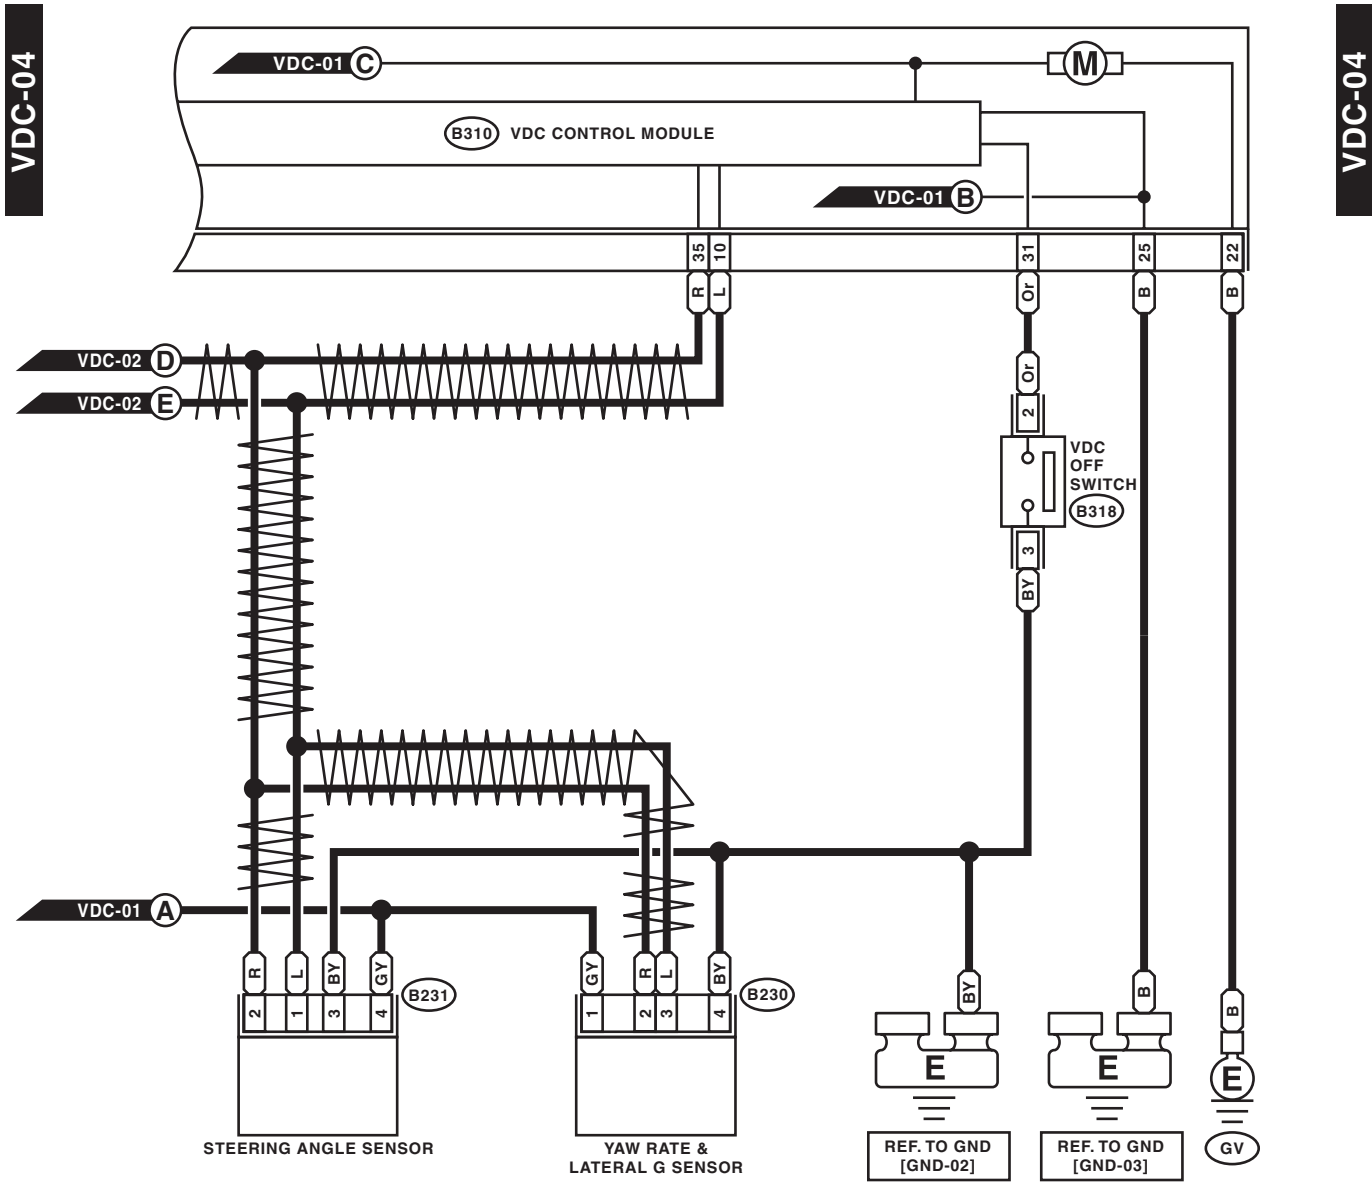 VDC-04
VDC-04
VDC-01 C
M
B310 VDC CONTROL MODULE
VDC-01 B
35 10 31 25 22
R L Or B B
VDC-02 D
VDC-02 E
Or
2
VDC
OFF
SWITCH
B318
3
BY
VDC-01 A
R L BY GY
B231
GY R L BY
B230
BY
B
B
2 1 3 4
1 2 3 4
E
E
E
STEERING ANGLE SENSOR
YAW RATE &
LATERAL G SENSOR
REF. TO GND
[GND-02]
REF. TO GND
[GND-03]
GV